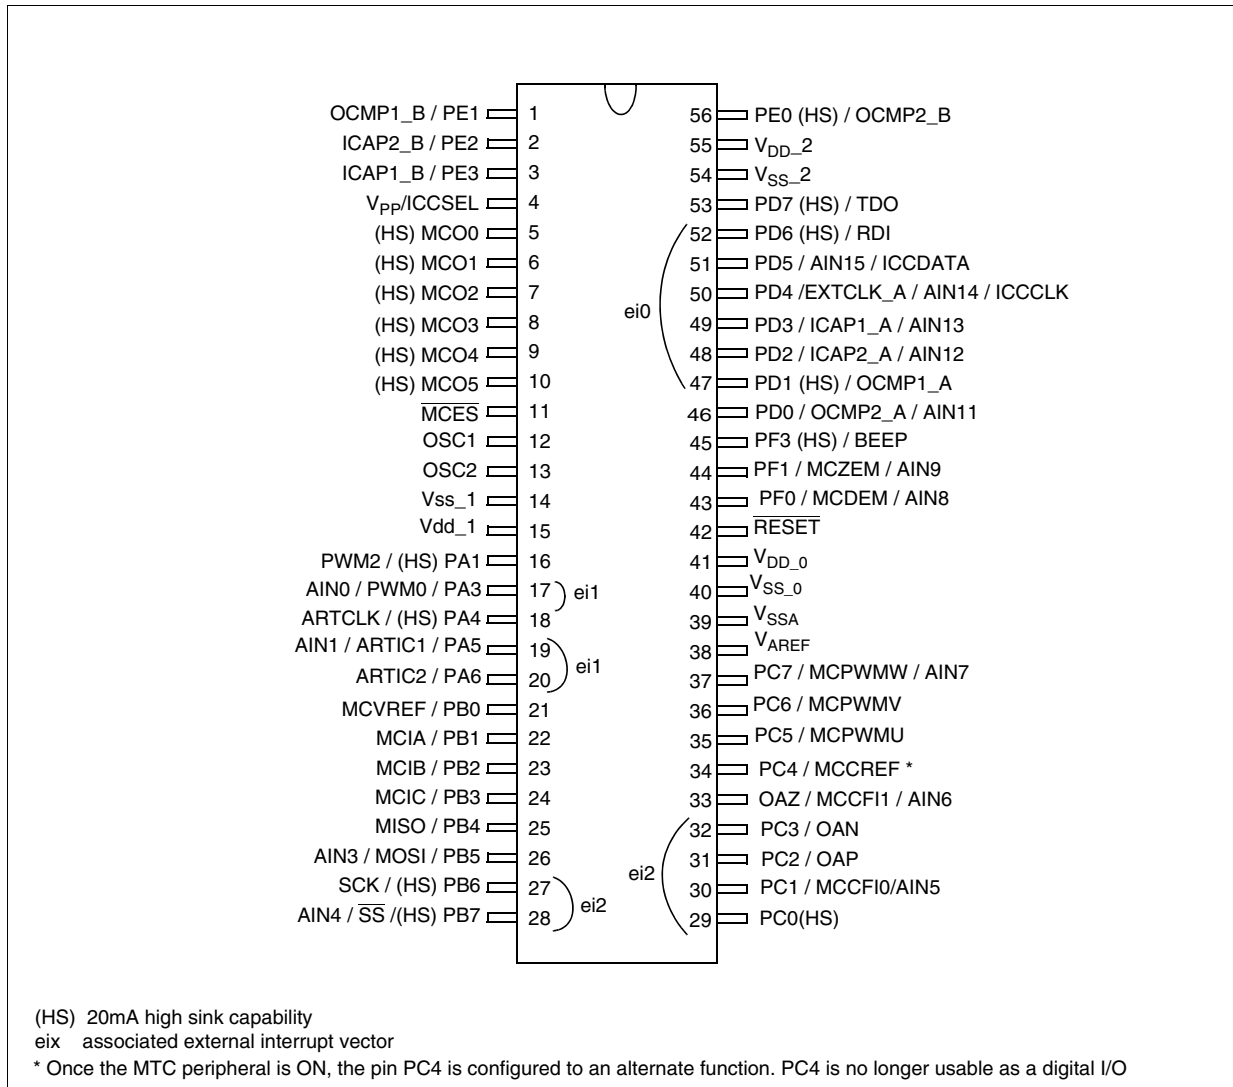 OCMP1_B / PE1 1
ICAP2_B / PE2 2
ICAP1_B / PE3 3
VPP/ICCSEL 4
(HS) MCO0 5
(HS) MCO1 6
(HS) MCO2 7
(HS) MCO3 8
(HS) MCO4 9
(HS) MCO5 10
MCES 11
OSC1 12
OSC2 13
Vss_1 14
Vdd_1 15
PWM2 / (HS) PA1 16
AIN0 / PWM0 / PA3 17
ei1
ARTCLK / (HS) PA4 18
AIN1 / ARTIC1 / PA5 19
ei1
ARTIC2 / PA6 20
MCVREF / PB0 21
MCIA / PB1 22
MCIB / PB2 23
MCIC / PB3 24
MISO / PB4 25
AIN3 / MOSI / PB5 26
SCK / (HS) PB6 27
ei2
AIN4 / SS /(HS) PB7 28
56 PE0 (HS) / OCMP2_B
55 VDD_2
54 VSS_2
53 PD7 (HS) / TDO
52 PD6 (HS) / RDI
51 PD5 / AIN15 / ICCDATA
50 PD4 /EXTCLK_A / AIN14 / ICCCLK
ei0
49 PD3 / ICAP1_A / AIN13
48 PD2 / ICAP2_A / AIN12
47 PD1 (HS) / OCMP1_A
46 PD0 / OCMP2_A / AIN11
45 PF3 (HS) / BEEP
44 PF1 / MCZEM / AIN9
43 PF0 / MCDEM / AIN8
42 RESET
41 VDD_0
40 VSS_0
39 VSSA
38 VAREF
37 PC7 / MCPWMW / AIN7
36 PC6 / MCPWMV
35 PC5 / MCPWMU
34 PC4 / MCCREF *
33 OAZ / MCCFI1 / AIN6
32 PC3 / OAN
31 PC2 / OAP
ei2
30 PC1 / MCCFI0/AIN5
29 PC0(HS)
(HS) 20mA high sink capability
eix associated external interrupt vector
* Once the MTC peripheral is ON, the pin PC4 is configured to an alternate function. PC4 is no longer usable as a digital I/O